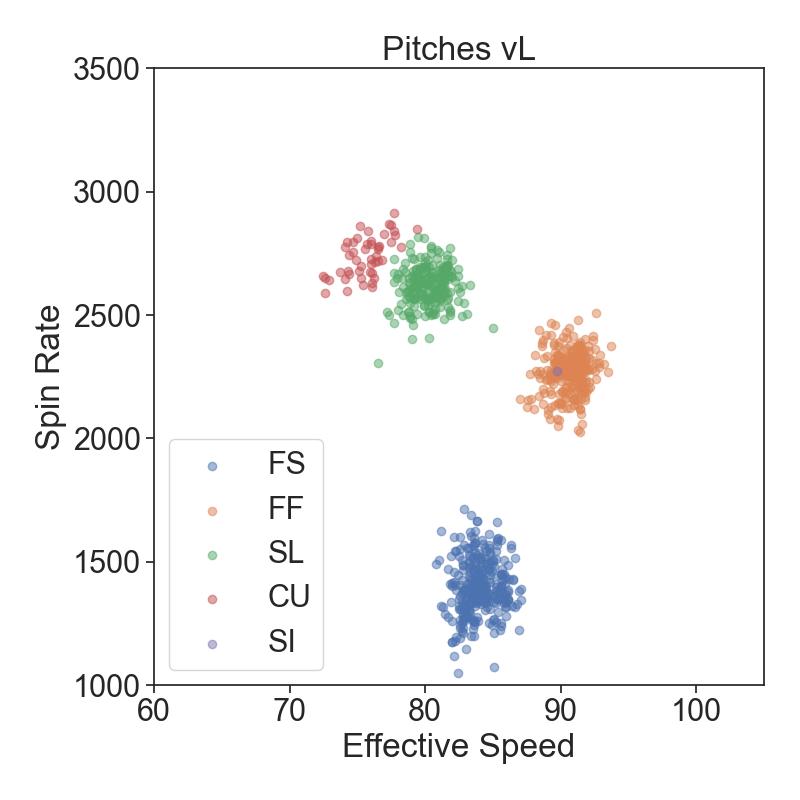 Pitches vL
3500
3000
2500
2000
1500
1000
Spin Rate
FS
FF
SL
CU
SI
60 70 80 90 100
Effective Speed